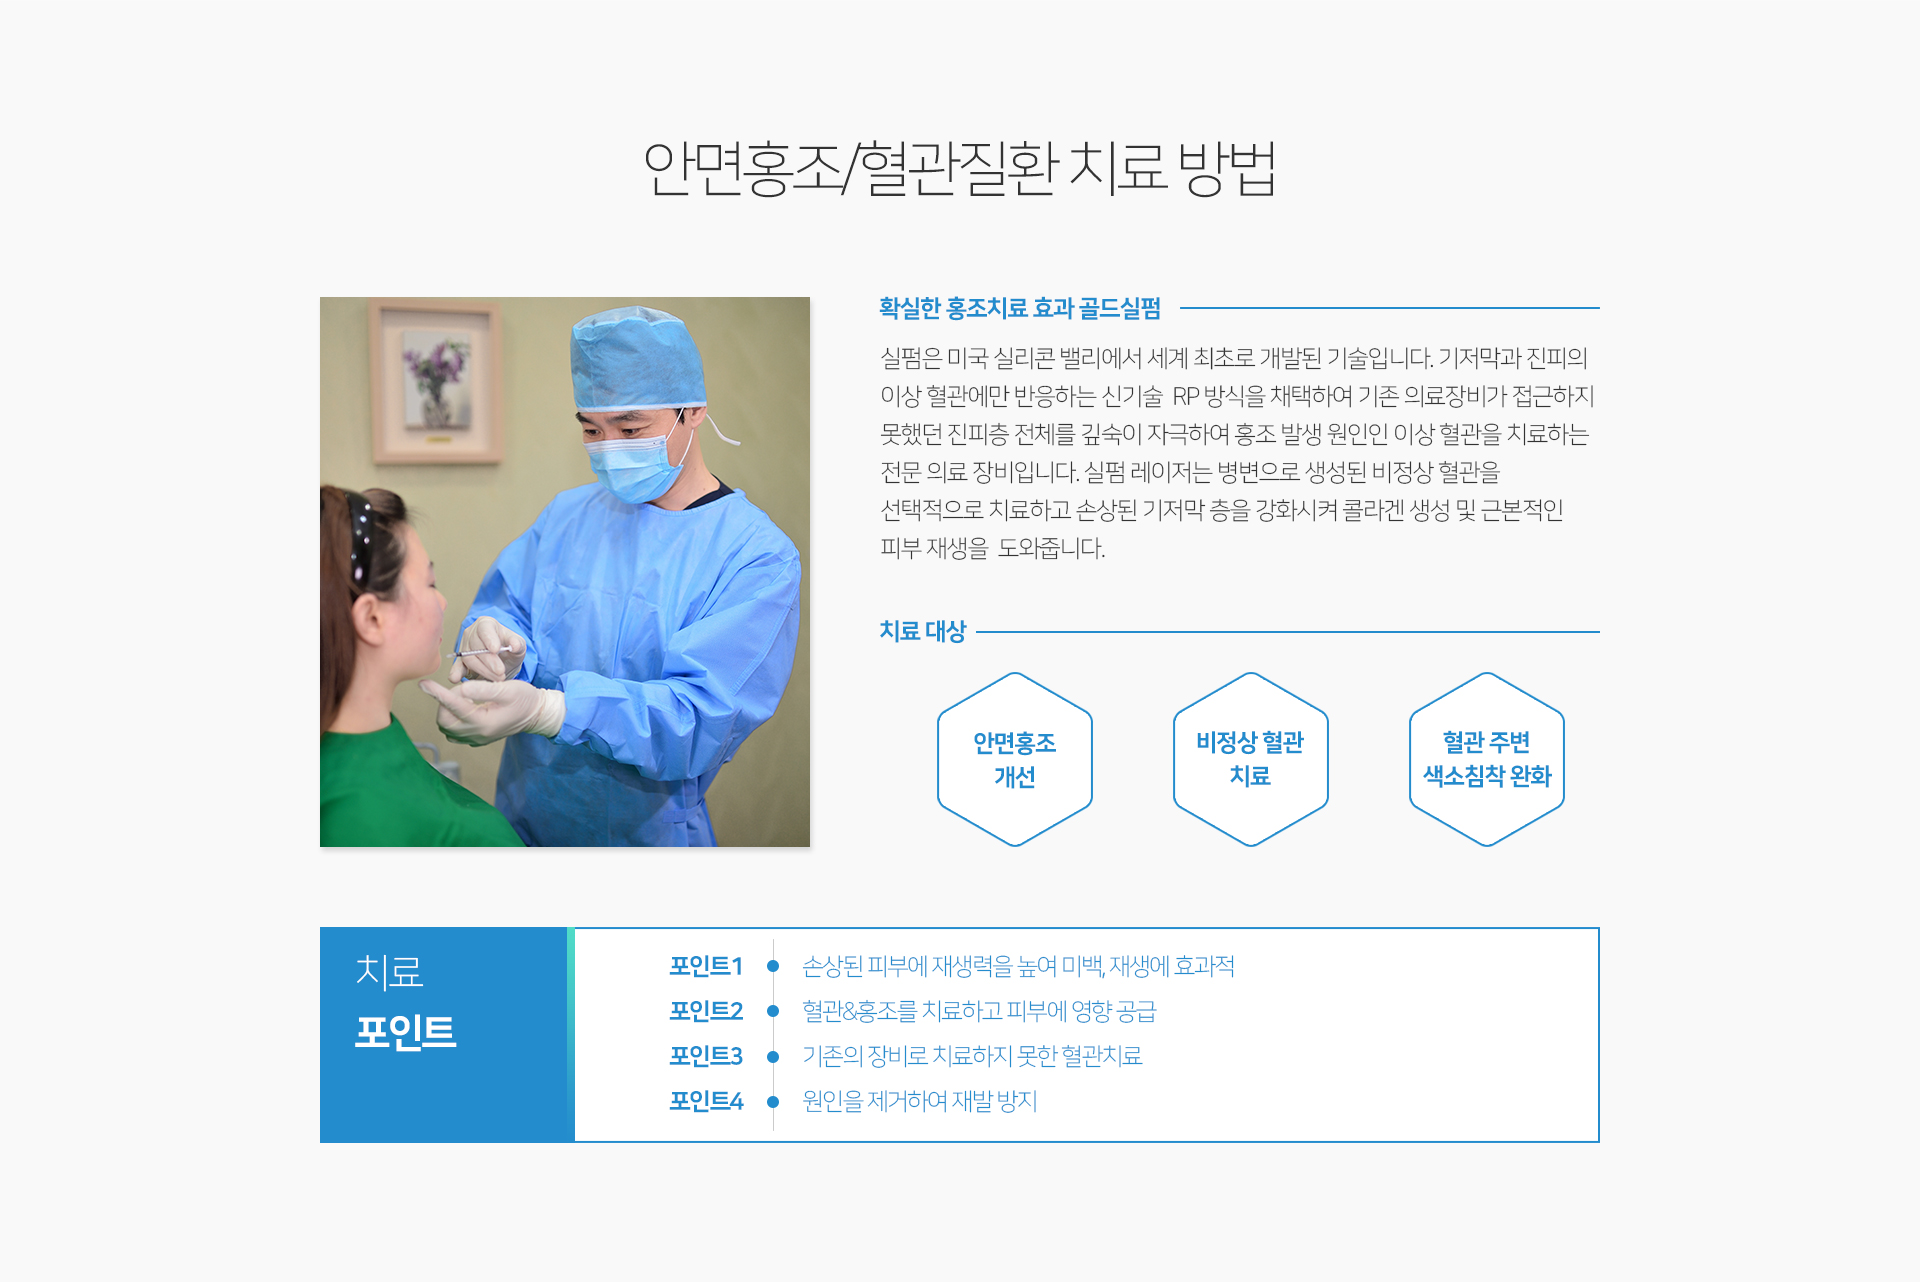 안면홍조/혈관질환 치료 방법
확실한 홍조치료 효과 골드실펌
실펌은 미국 실리콘 밸리에서 세계 최초로 개발된 기술입니다. 기저막과 진피의
이상 혈관에만 반응하는 신기술 RP 방식을 채택하여 기존 의료장비가 접근하지
못했던 진피층 전체를 깊숙이 자극하여 홍조 발생 원인인 이상 혈관을 치료하는
전문 의료 장비입니다. 실펌 레이저는 병변으로 생성된 비정상 혈관을
선택적으로 치료하고 손상된 기저막 층을 강화시켜 콜라겐 생성 및 근본적인
피부 재생을 도와줍니다.
치료 대상
안면홍조
개선
비정상 혈관
치료
혈관 주변
색소침착 완화
치료
포인트
포인트1 손상된 피부에 재생력을 높여 미백, 재생에 효과적
포인트2 혈관&홍조를 치료하고 피부에 영향 공급
포인트3 기존의 장비로 치료하지 못한 혈관치료
포인트4 원인을 제거하여 재발 방지